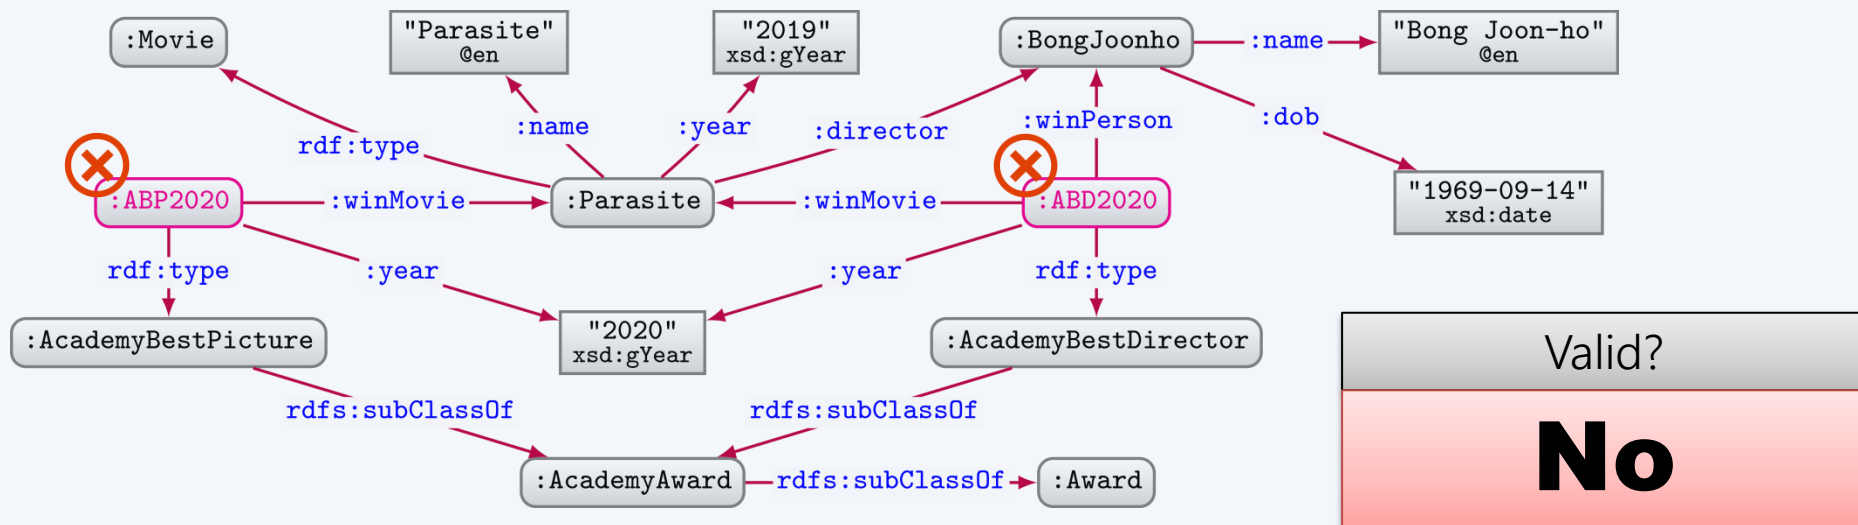 :Movie
"Parasite"
@en
"2019"
xsd:gYear
:BongJoonho
:name
"Bong Joon-ho"
@en
rdf:type
:name
:year
:director
:winPerson
:dob
:ABP2020
:winMovie
:Parasite
:winMovie
:ABD2020
"1969-09-14"
xsd:date
rdf:type
:year
:year
rdf:type
:AcademyBestPicture
"2020"
xsd:gYear
:AcademyBestDirector
Valid?
rdfs:subClassOf
rdfs:subClassOf
No
:AcademyAward
rdfs:subClassOf
:Award